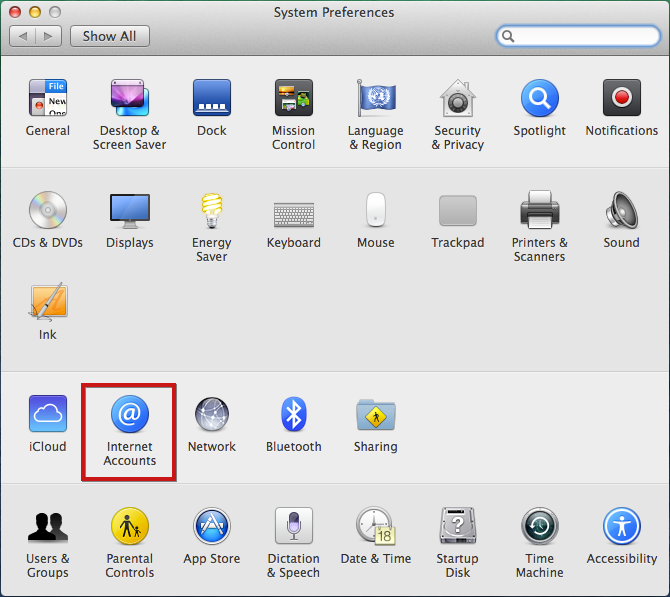 System Preferences
Show All
File
New
General
Desktop &
Screen Saver
Dock
Mission
Control
Language
& Region
Security
& Privacy
Spotlight
Notifications
CDs & DVDs
Displays
Energy
Saver
Keyboard
Mouse
Trackpad
Printers &
Scanners
Sound
Ink
iCloud
@
Internet
Accounts
Network
Bluetooth
Sharing
18
?
Users &
Groups
Parental
Controls
App Store
Dictation
& Speech
Date & Time
Startup
Disk
Time
Machine
Accessibility